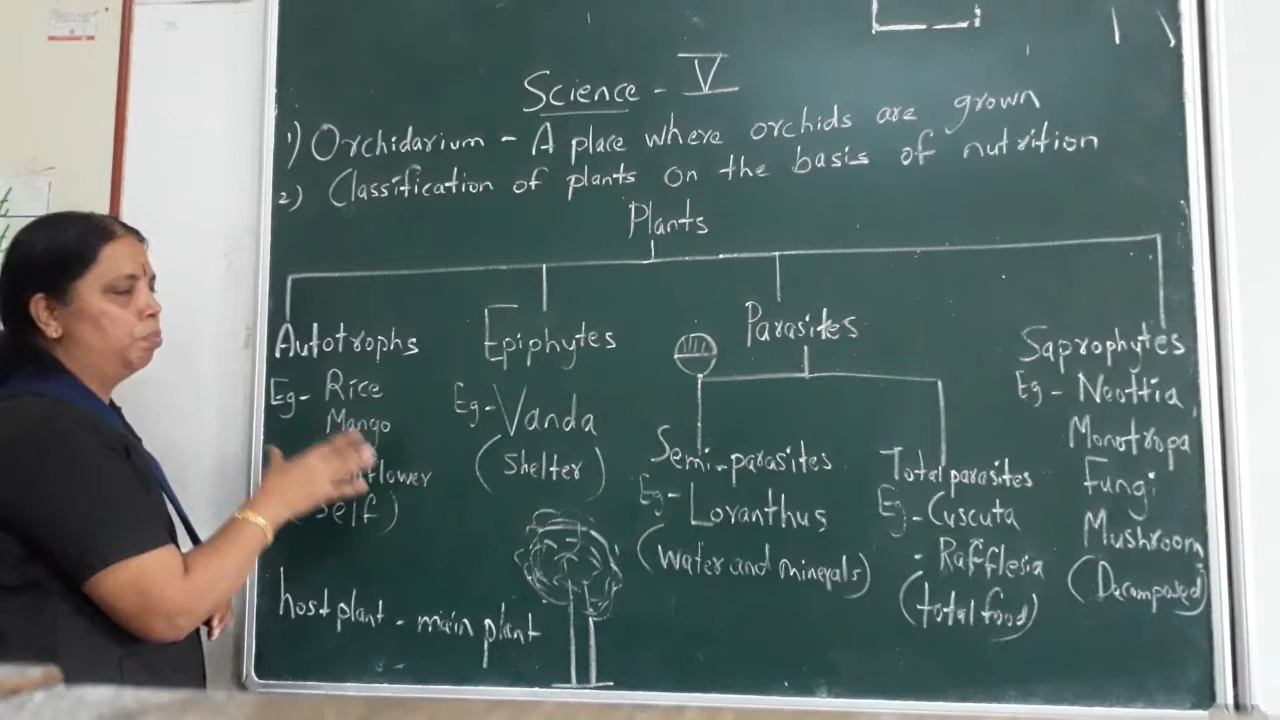 Science - V
1) Orchidarium - A place where orchids are grown
2) Classification of plants on the basis of nutrition
Plants
Autotrophs
Eg- Rice
Mango
flower
(self)
Epiphytes
Eg- Vanda
(Shelter)
Parasites
Semi-parasites
Eg- Loranthus
(water and minerals)
Total parasites
Eg- Cuscuta
- Rafflesia
(total food)
Saprophytes
Eg- Neottia,
Monotropa
Fungi
Mushroom
(Decomposed)
host plant - main plant